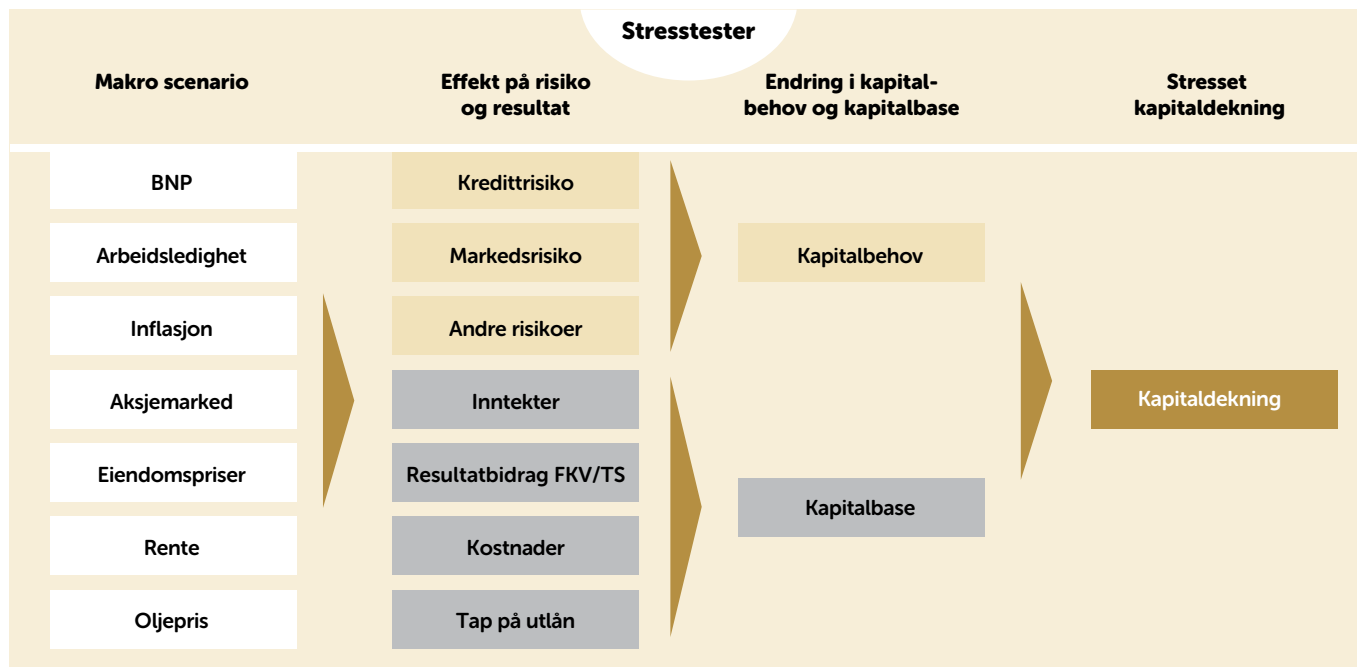 Stresstester
Makro scenario
Effekt på risiko
og resultat
Endring i kapital-
behov og kapitalbase
Stresset
kapitaldekning
BNP
Arbeidsledighet
Inflasjon
Aksjemarked
Eiendomspriser
Rente
Oljepris
Kredittrisiko
Markedsrisiko
Andre risikoer
Inntekter
Resultatbidrag FKV/TS
Kostnader
Tap på utlån
Kapitalbehov
Kapitalbase
Kapitaldekning